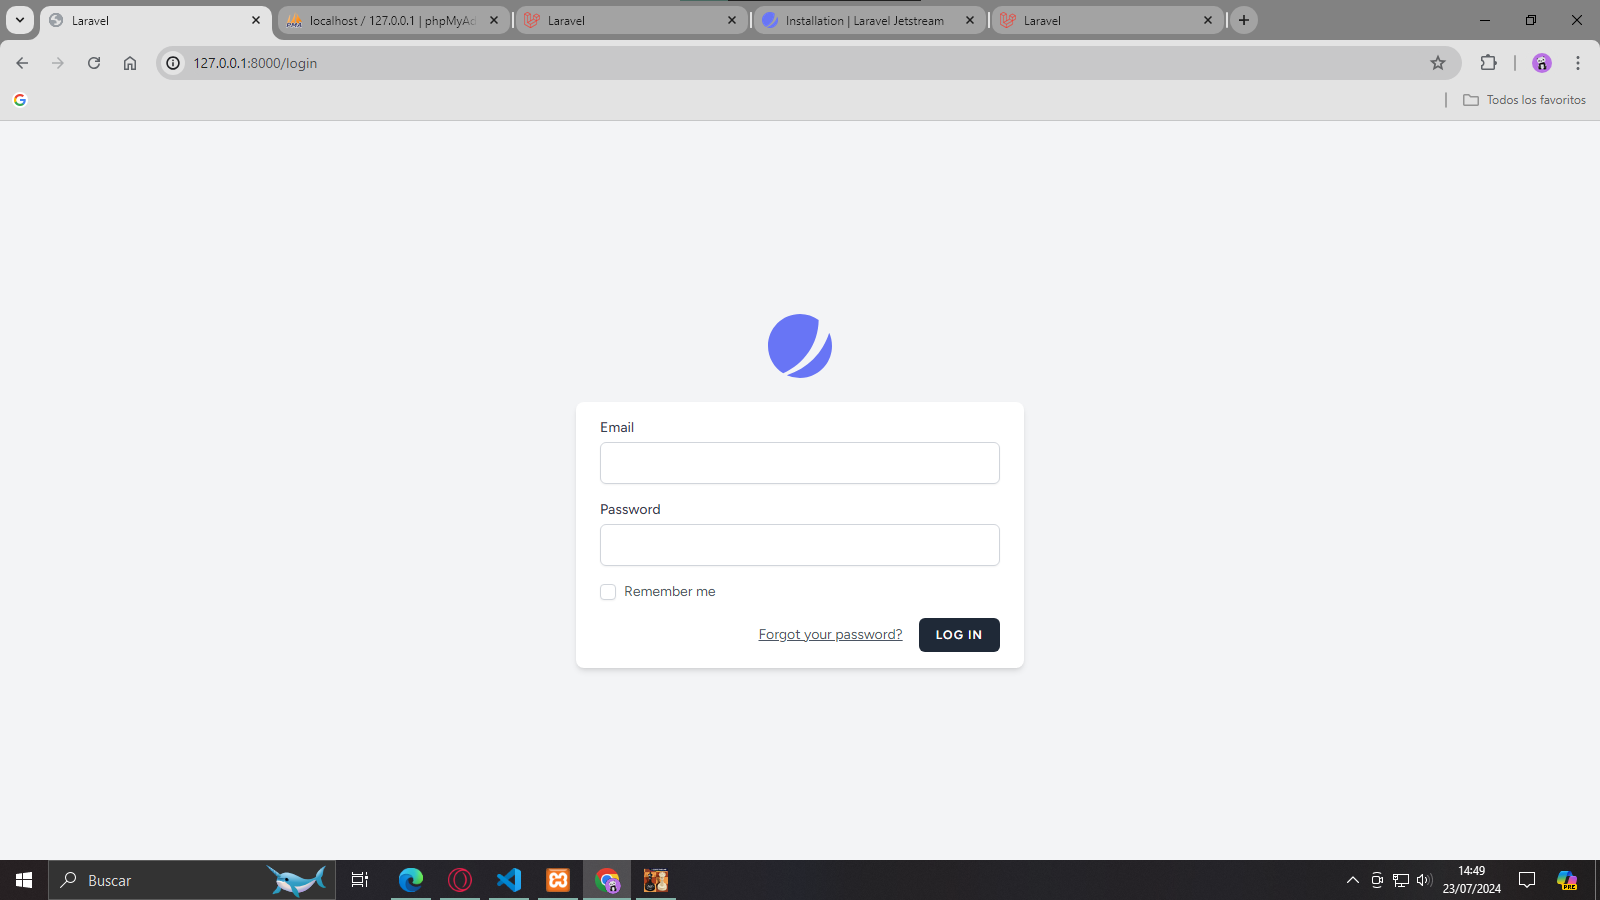 Laravel
localhost / 127.0.0.1 | phpMyAd
Laravel
Installation | Laravel Jetstream
Laravel
127.0.0.1:8000/login
Todos los favoritos
Email
Password
Remember me
Forgot your password?
LOG IN
Buscar
14:49
23/07/2024